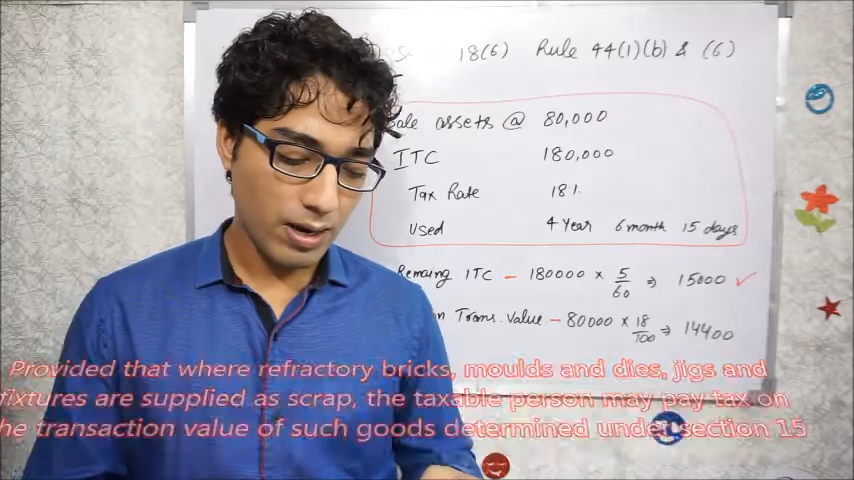 18(6) Rule 44(1)(b) & (6)
Sale assets @ 80,000
ITC 180,000
Tax Rate 18%
Used 4 Year 6 month 15 days
Remaing ITC - 180000 × 5/60 ⇒ 15000 ✓
Trans. Value - 80000 × 18/100 ⇒ 14400
Provided that where refractory bricks, moulds and dies, jigs and
fixtures are supplied as scrap, the taxable person may pay tax on
the transaction value of such goods determined under section 15